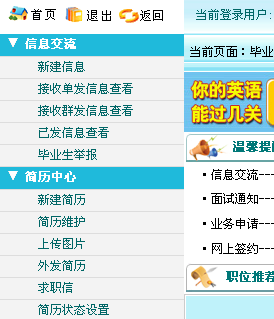 首页 退出 返回
信息交流
新建信息
接收单发信息查看
接收群发信息查看
已发信息查看
毕业生举报
简历中心
新建简历
简历维护
上传图片
外发简历
求职信
简历状态设置
当前登录用户:
当前页面：毕业
你的英语
能过几关
温馨提
• 信息交流---
• 面试通知---
• 业务申请---
• 网上签约---
职位推荐